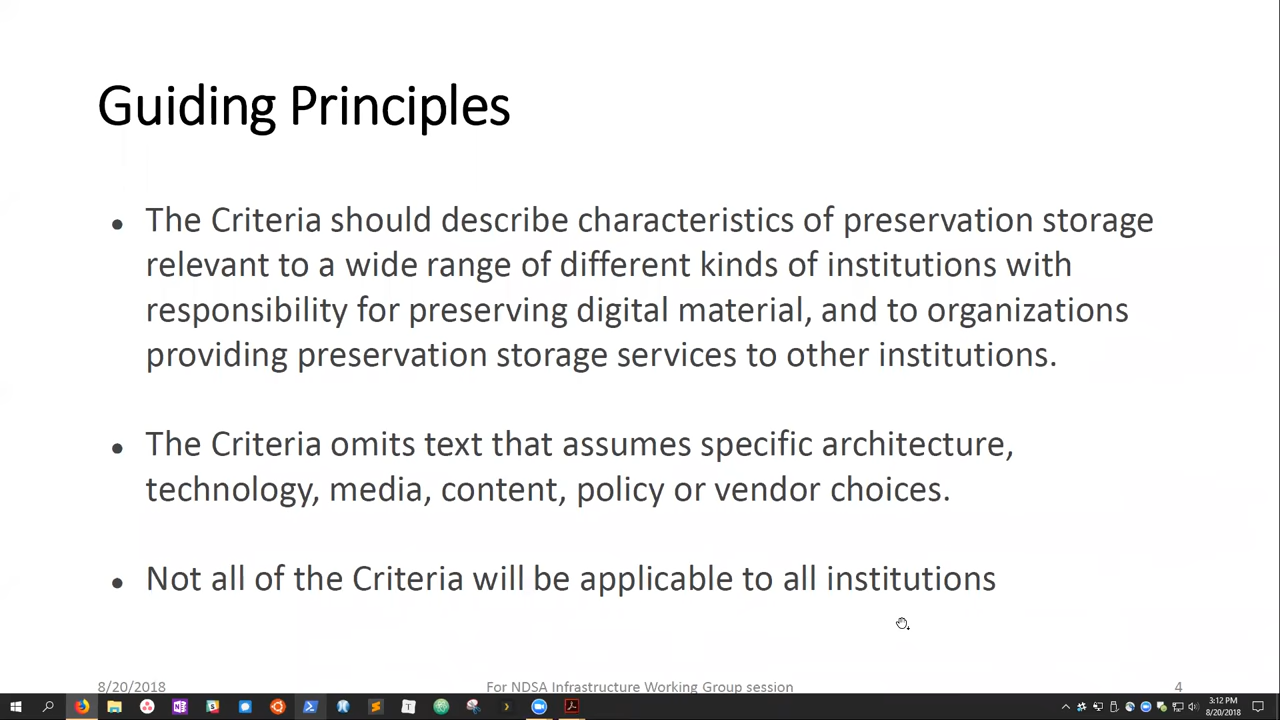 Guiding Principles
• The Criteria should describe characteristics of preservation storage
relevant to a wide range of different kinds of institutions with
responsibility for preserving digital material, and to organizations
providing preservation storage services to other institutions.
• The Criteria omits text that assumes specific architecture,
technology, media, content, policy or vendor choices.
• Not all of the Criteria will be applicable to all institutions
8/20/2018 For NDSA Infrastructure Working Group session 4
3:12 PM
8/20/2018